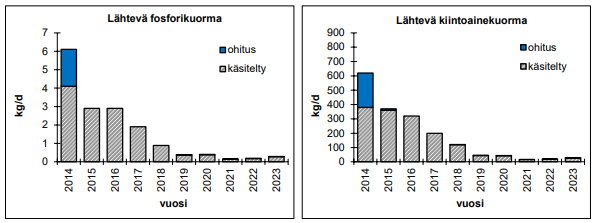 Lähtevä fosforikuorma
7
6
5
4
3
2
1
0
kg/d
ohitus
käsitelty
2014 2015 2016 2017 2018 2019 2020 2021 2022 2023
vuosi
Lähtevä kiintoainekuorma
900
800
700
600
500
400
300
200
100
0
kg/d
ohitus
käsitelty
2014 2015 2016 2017 2018 2019 2020 2021 2022 2023
vuosi